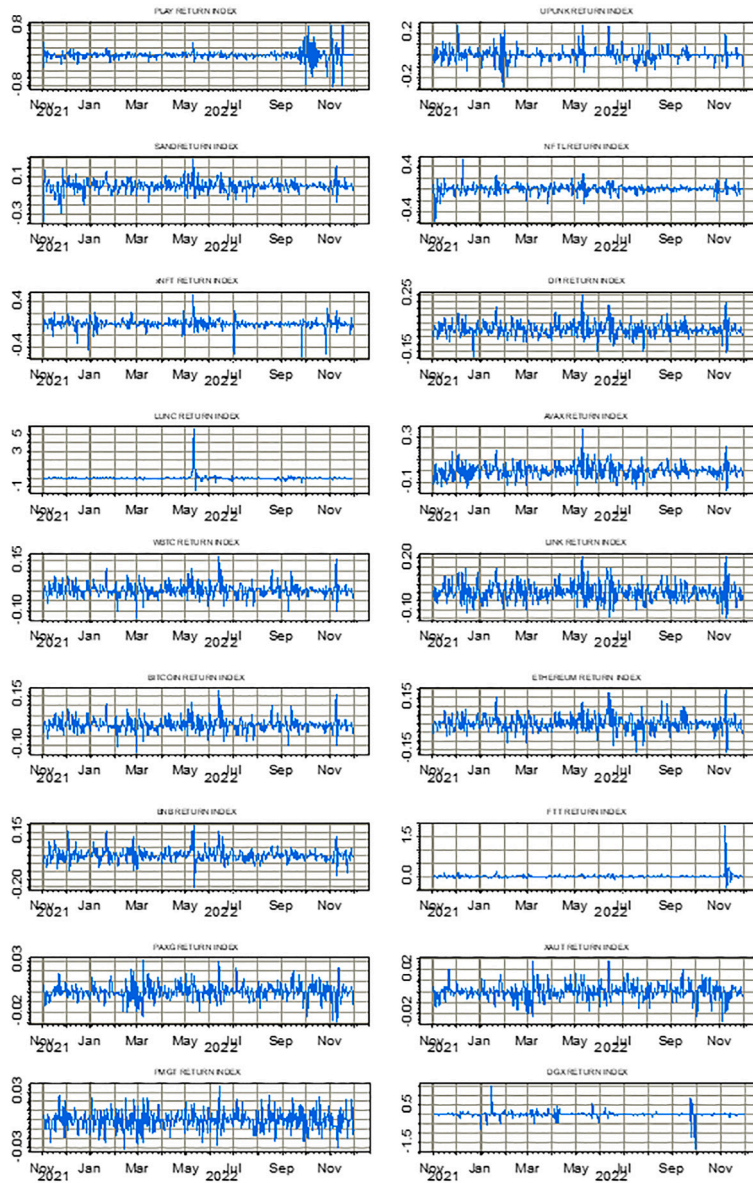 PLAY RETURN INDEX
0.8
-0.8
Nov Jan Mar May Jul Sep Nov
2021 2022
UPUNK RETURN INDEX
0.2
-0.2
Nov Jan Mar May Jul Sep Nov
2021 2022
SAND RETURN INDEX
0.1
-0.3
Nov Jan Mar May Jul Sep Nov
2021 2022
NFTL RETURN INDEX
0.4
-0.4
Nov Jan Mar May Jul Sep Nov
2021 2022
xNFT RETURN INDEX
0.4
-0.4
Nov Jan Mar May Jul Sep Nov
2021 2022
DPI RETURN INDEX
0.25
-0.15
Nov Jan Mar May Jul Sep Nov
2021 2022
LUNC RETURN INDEX
5
3
-1
Nov Jan Mar May Jul Sep Nov
2021 2022
AVAX RETURN INDEX
0.3
-0.1
Nov Jan Mar May Jul Sep Nov
2021 2022
WBTC RETURN INDEX
0.15
-0.10
Nov Jan Mar May Jul Sep Nov
2021 2022
LINK RETURN INDEX
0.20
-0.10
Nov Jan Mar May Jul Sep Nov
2021 2022
BITCOIN RETURN INDEX
0.15
-0.10
Nov Jan Mar May Jul Sep Nov
2021 2022
ETHEREUM RETURN INDEX
0.15
-0.15
Nov Jan Mar May Jul Sep Nov
2021 2022
BNB RETURN INDEX
0.15
-0.20
Nov Jan Mar May Jul Sep Nov
2021 2022
FTT RETURN INDEX
1.5
0.0
Nov Jan Mar May Jul Sep Nov
2021 2022
PAXG RETURN INDEX
0.03
-0.02
Nov Jan Mar May Jul Sep Nov
2021 2022
XAUT RETURN INDEX
0.02
-0.02
Nov Jan Mar May Jul Sep Nov
2021 2022
PMGT RETURN INDEX
0.03
-0.03
Nov Jan Mar May Jul Sep Nov
2021 2022
DGX RETURN INDEX
0.5
-1.5
Nov Jan Mar May Jul Sep Nov
2021 2022